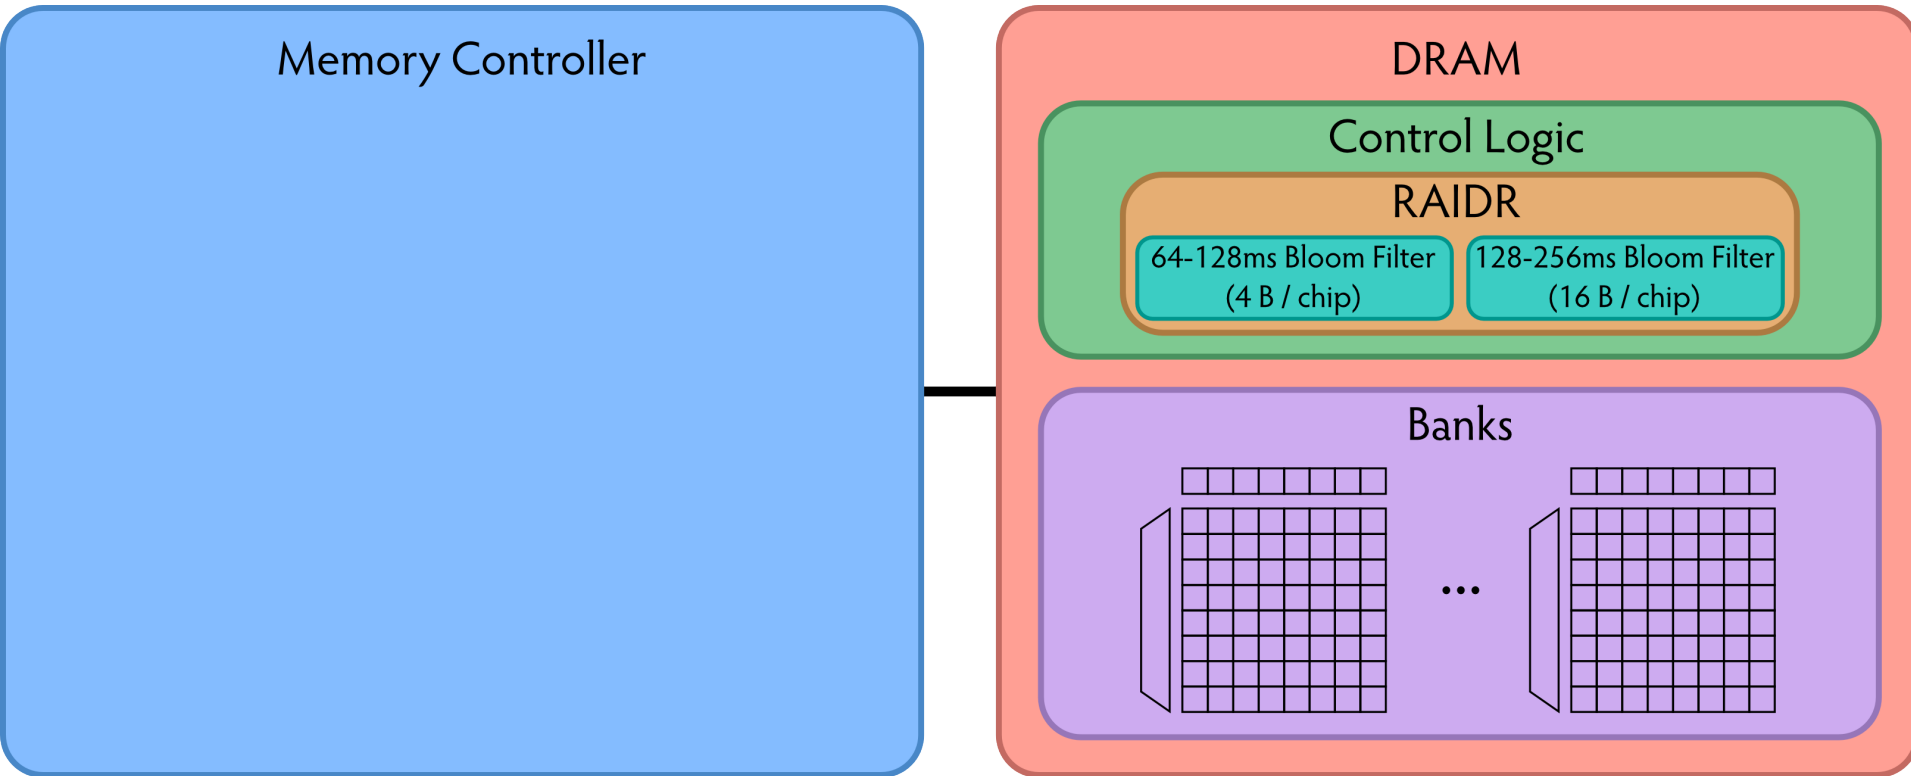 Memory Controller
DRAM
Control Logic
RAIDR
64-128ms Bloom Filter
(4 B / chip)
128-256ms Bloom Filter
(16 B / chip)
Banks
...